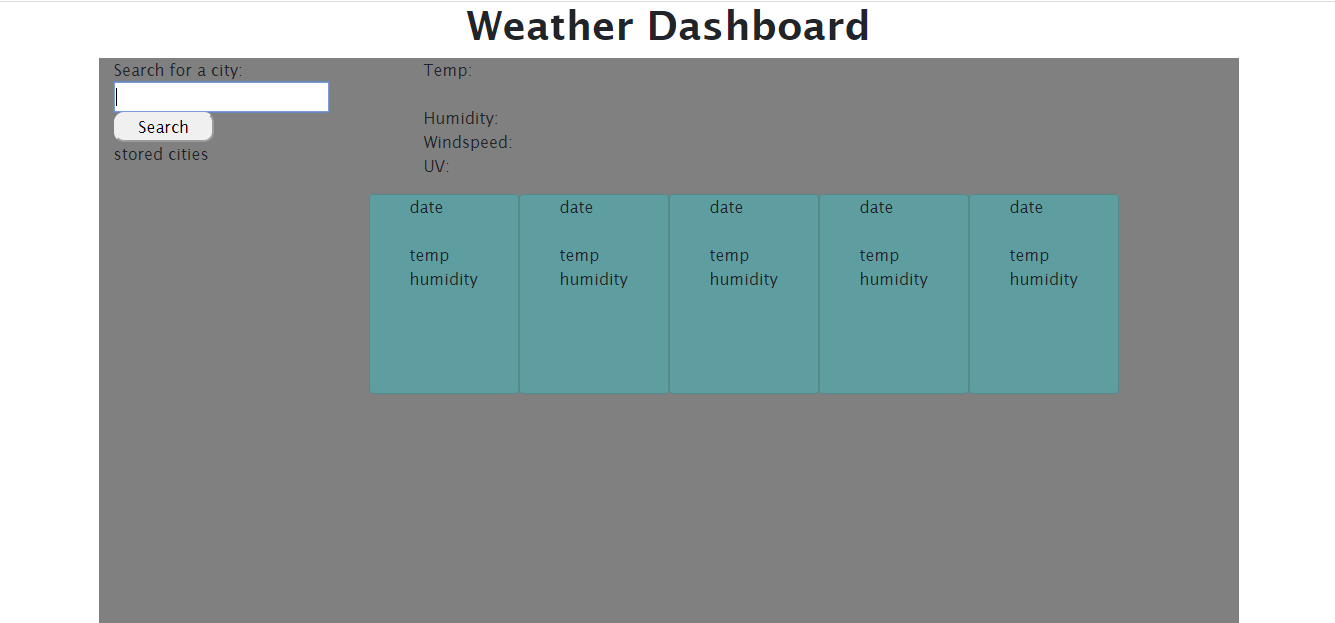 Weather Dashboard
Search for a city:
Search
stored cities
Temp:
Humidity:
Windspeed:
UV:
date
temp
humidity
date
temp
humidity
date
temp
humidity
date
temp
humidity
date
temp
humidity